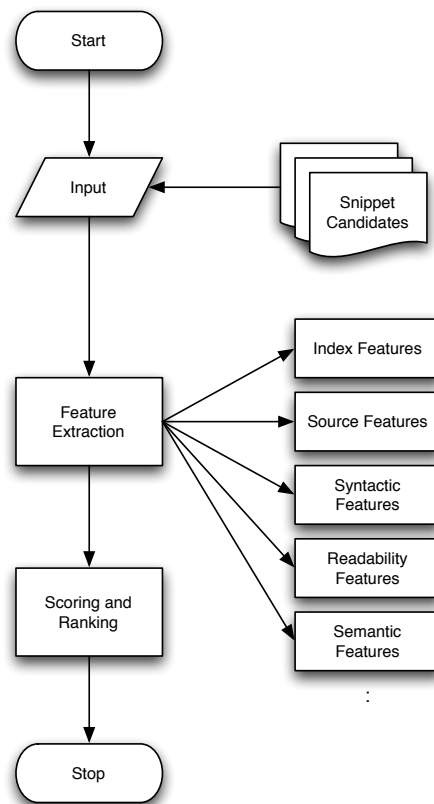 Start
Input
Snippet
Candidates
Index Features
Feature
Extraction
Source Features
Syntactic
Features
Readability
Features
Scoring and
Ranking
Semantic
Features
:
Stop